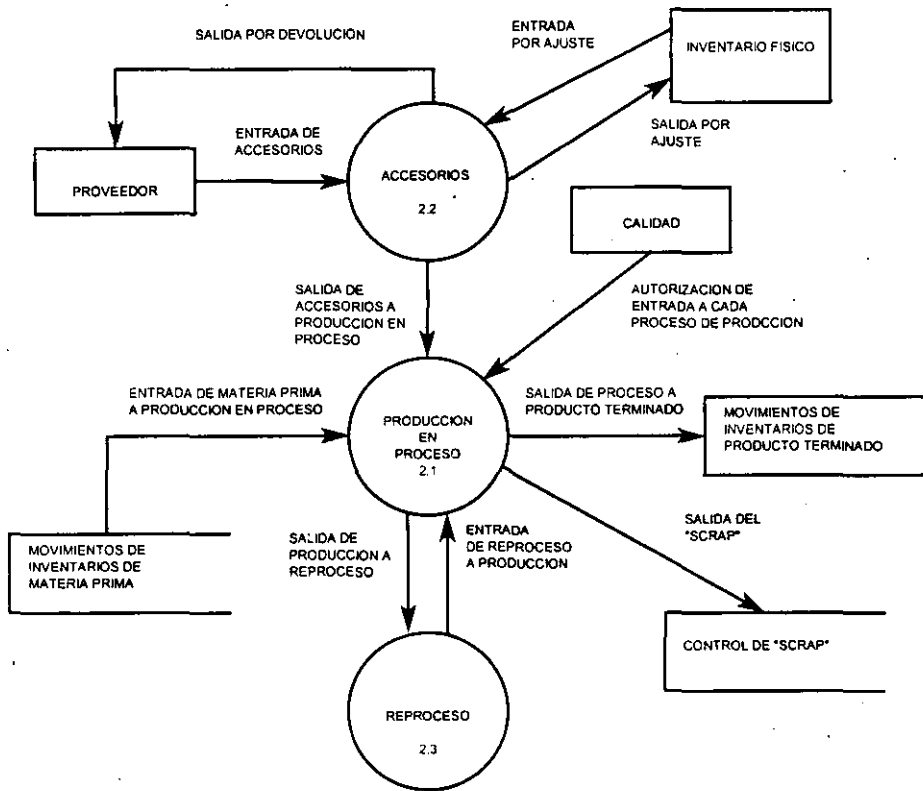 SALIDA POR DEVOLUCIÓN
ENTRADA
POR AJUSTE
INVENTARIO FISICO
ENTRADA DE
ACCESORIOS
SALIDA POR
AJUSTE
PROVEEDOR
ACCESORIOS
2.2
CALIDAD
SALIDA DE
ACCESORIOS A
PRODUCCION EN
PROCESO
AUTORIZACION DE
ENTRADA A CADA
PROCESO DE PRODCCION
ENTRADA DE MATERIA PRIMA
A PRODUCCION EN PROCESO
PRODUCCION
EN
PROCESO
2.1
SALIDA DE PROCESO A
PRODUCTO TERMINADO
MOVIMIENTOS DE
INVENTARIOS DE
PRODUCTO TERMINADO
MOVIMIENTOS DE
INVENTARIOS DE
MATERIA PRIMA
SALIDA DE
PRODUCCION A
REPROCESO
ENTRADA
DE REPROCESO
A PRODUCCION
SALIDA DEL
"SCRAP"
CONTROL DE "SCRAP"
REPROCESO
2.3